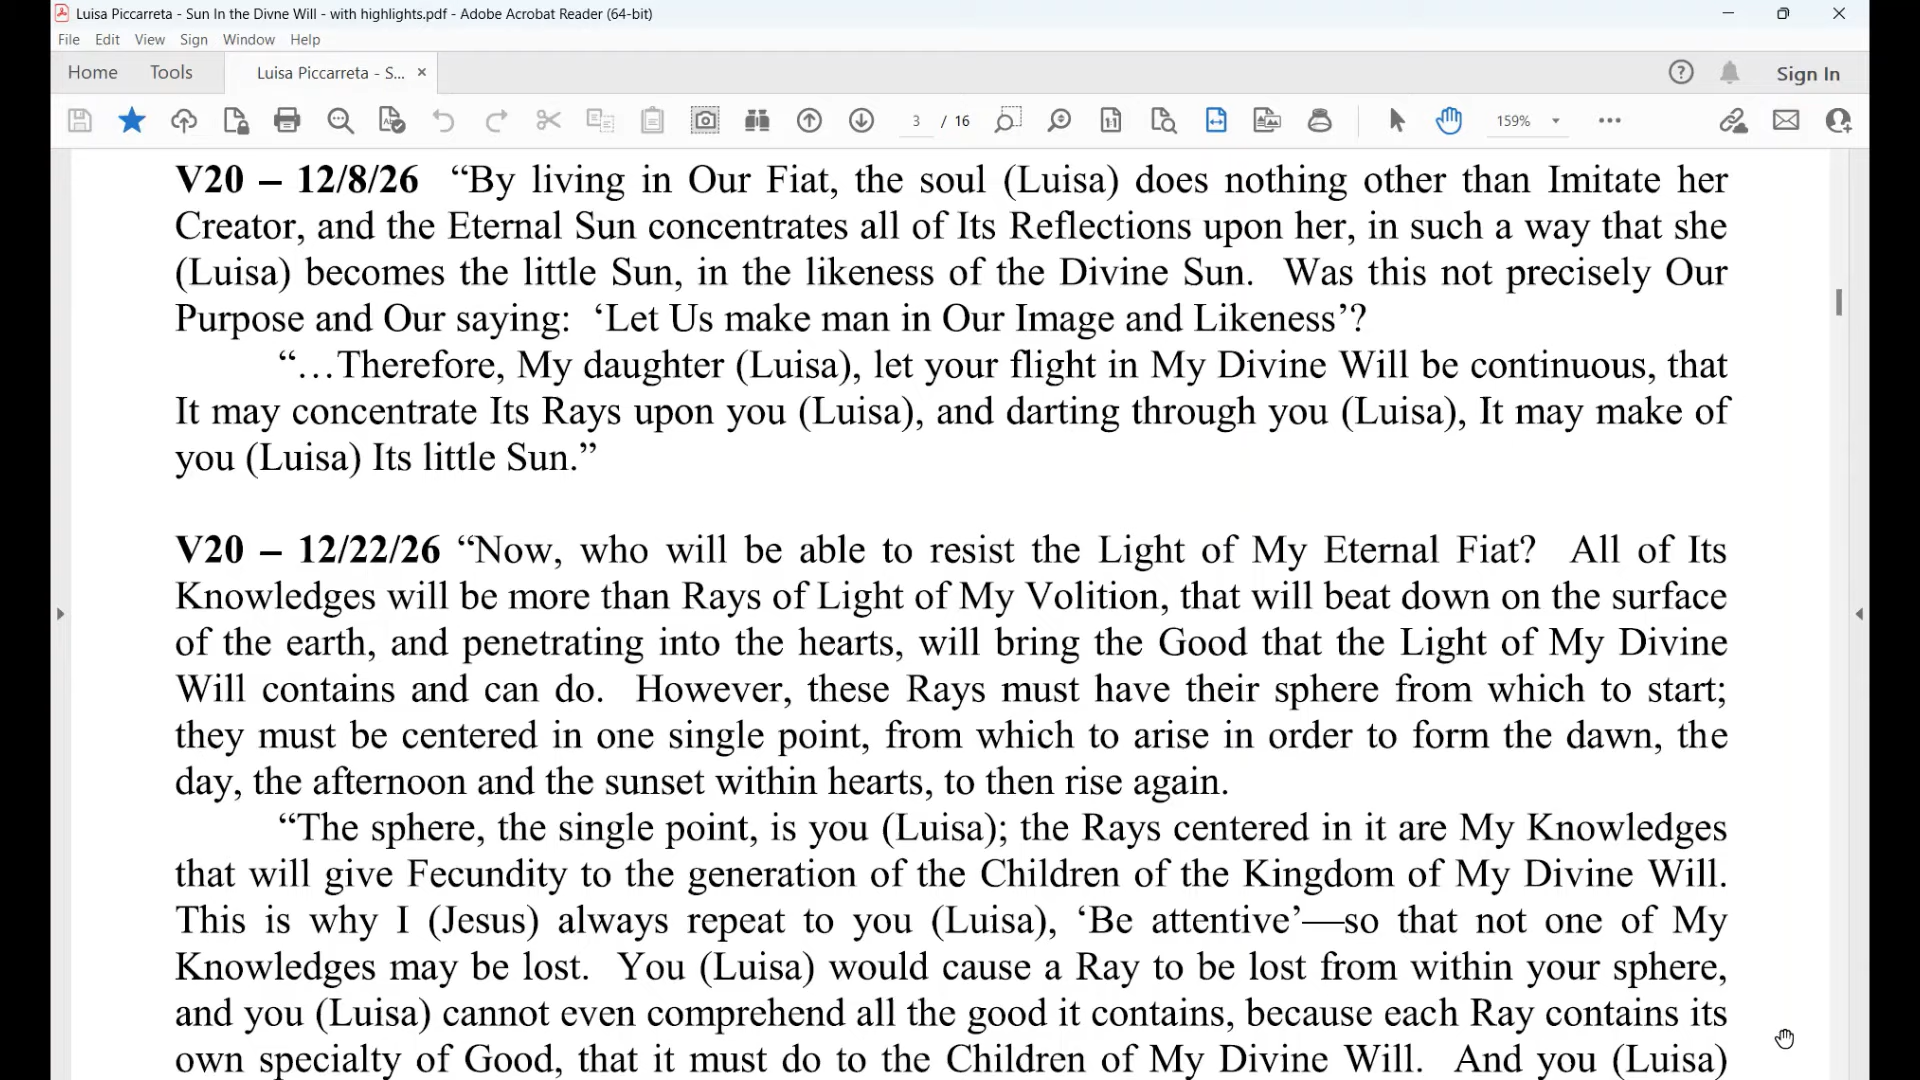 Luisa Piccarreta - Sun In the Divne Will - with highlights.pdf - Adobe Acrobat Reader (64-bit)
File Edit View Sign Window Help
Home Tools Luisa Piccarreta - S... × Sign In
3 / 16 159%
V20 – 12/8/26 “By living in Our Fiat, the soul (Luisa) does nothing other than Imitate her
Creator, and the Eternal Sun concentrates all of Its Reflections upon her, in such a way that she
(Luisa) becomes the little Sun, in the likeness of the Divine Sun. Was this not precisely Our
Purpose and Our saying: ‘Let Us make man in Our Image and Likeness’?
“…Therefore, My daughter (Luisa), let your flight in My Divine Will be continuous, that
It may concentrate Its Rays upon you (Luisa), and darting through you (Luisa), It may make of
you (Luisa) Its little Sun.”
V20 – 12/22/26 “Now, who will be able to resist the Light of My Eternal Fiat? All of Its
Knowledges will be more than Rays of Light of My Volition, that will beat down on the surface
of the earth, and penetrating into the hearts, will bring the Good that the Light of My Divine
Will contains and can do. However, these Rays must have their sphere from which to start;
they must be centered in one single point, from which to arise in order to form the dawn, the
day, the afternoon and the sunset within hearts, to then rise again.
“The sphere, the single point, is you (Luisa); the Rays centered in it are My Knowledges
that will give Fecundity to the generation of the Children of the Kingdom of My Divine Will.
This is why I (Jesus) always repeat to you (Luisa), ‘Be attentive’—so that not one of My
Knowledges may be lost. You (Luisa) would cause a Ray to be lost from within your sphere,
and you (Luisa) cannot even comprehend all the good it contains, because each Ray contains its
own specialty of Good, that it must do to the Children of My Divine Will. And you (Luisa)